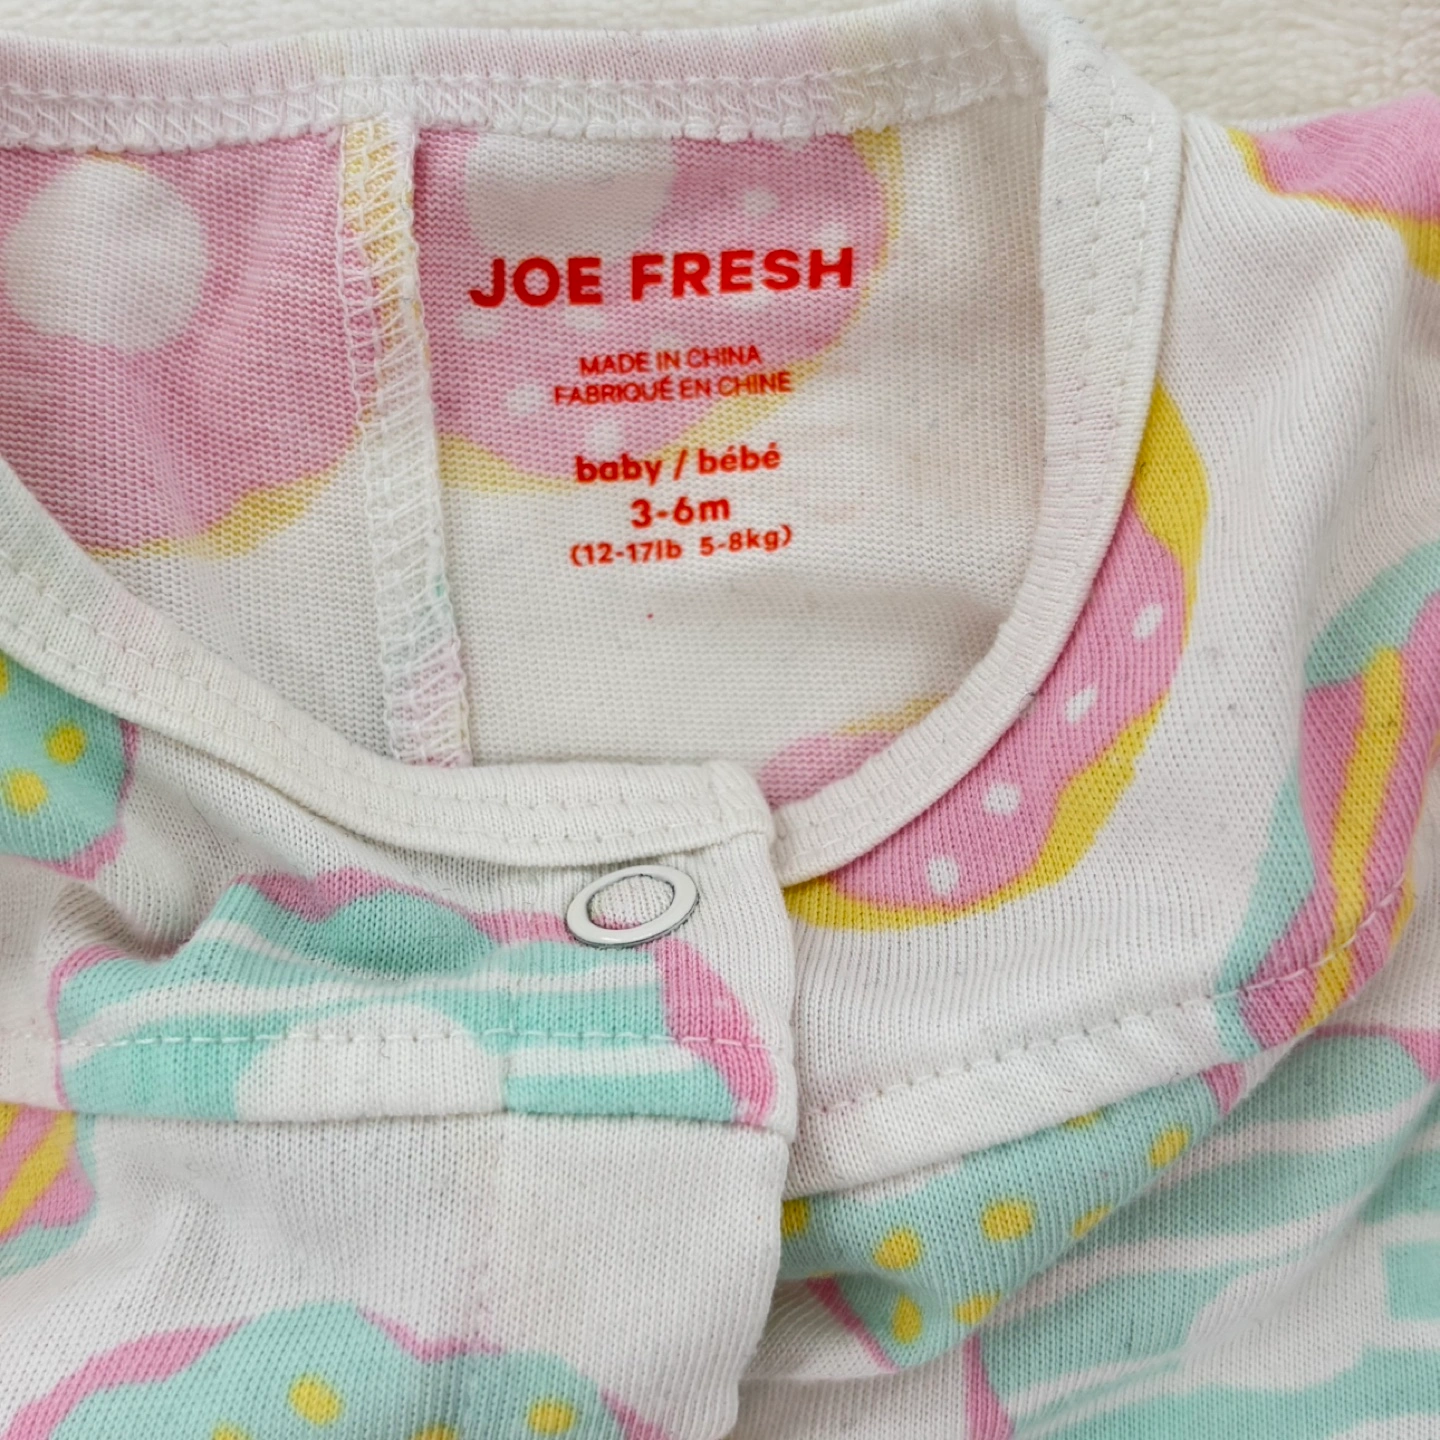 JOE FRESH
MADE IN CHINA
FABRIQUÉ EN CHINE
baby / bébé
3-6m
(12-17lb 5-8kg)